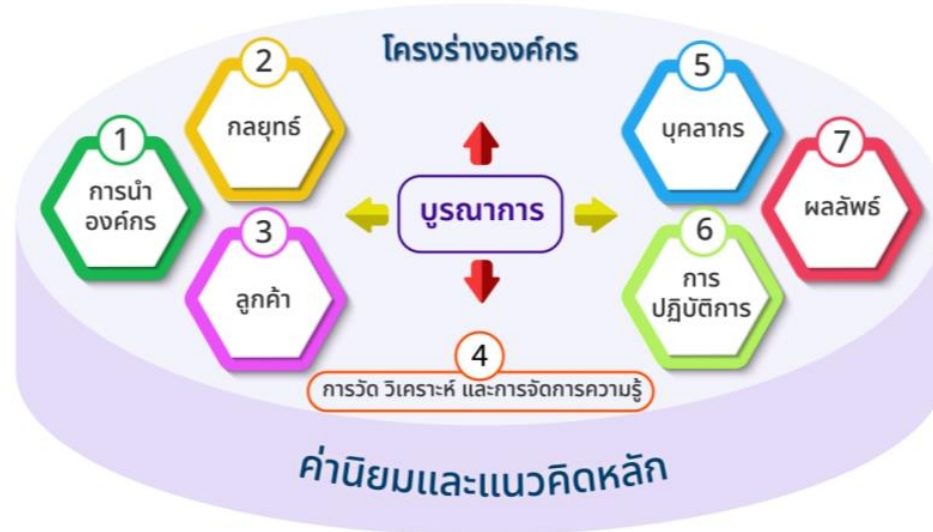 โครงร่างองค์กร
1
การนำ
องค์กร
2
กลยุทธ์
3
ลูกค้า
บูรณาการ
4
การวัด วิเคราะห์ และการจัดการความรู้
5
บุคลากร
6
การ
ปฏิบัติการ
7
ผลลัพธ์
ค่านิยมและแนวคิดหลัก